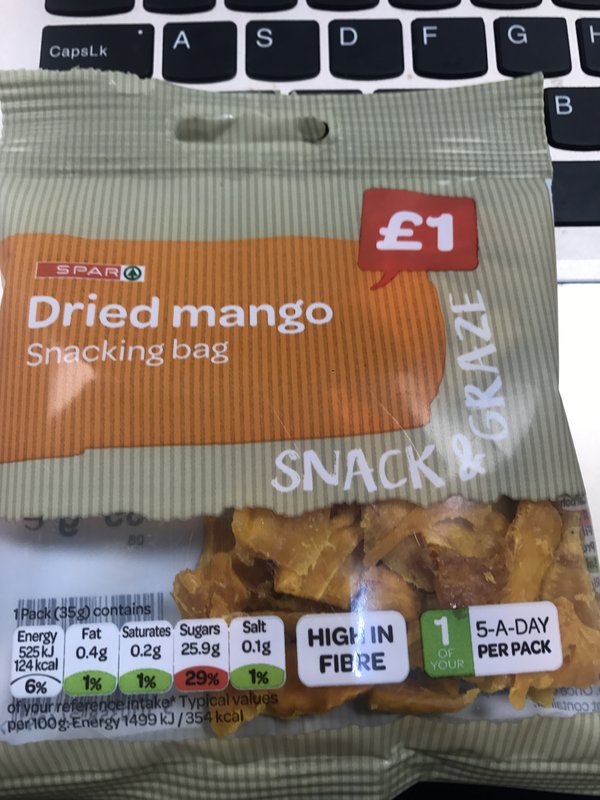 CapsLk A S D F G H
B
£1
SPAR
Dried mango
Snacking bag
SNACK & GRAZE
1 Pack (35g) contains
Energy
525 kJ
124 kcal
6%
Fat
0.4g
1%
Saturates
0.2g
1%
Sugars
25.9g
29%
Salt
0.1g
1%
HIGH IN
FIBRE
1
OF
YOUR
5-A-DAY
PER PACK
of your reference intake* Typical values
per 100g: Energy 1499 kJ / 354 kcal